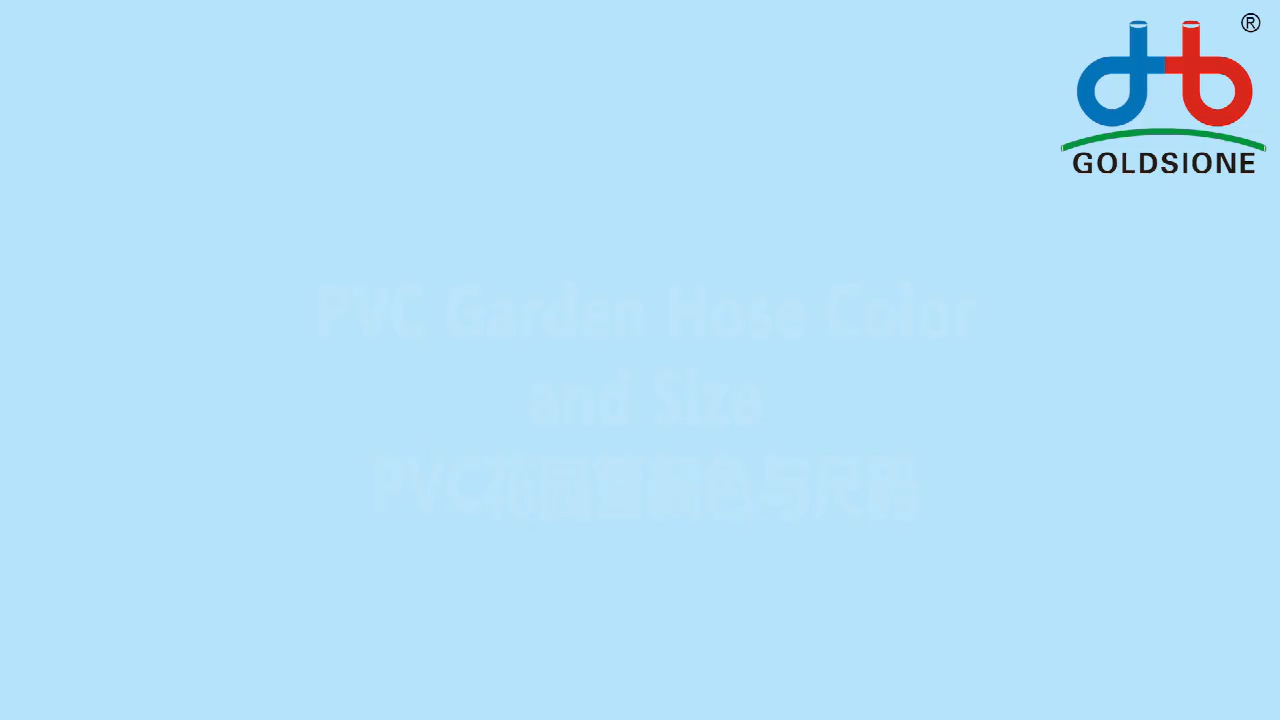 ®
GOLDSIONE
PVC Garden Hose Color
and Size
PVC花园管颜色与尺码